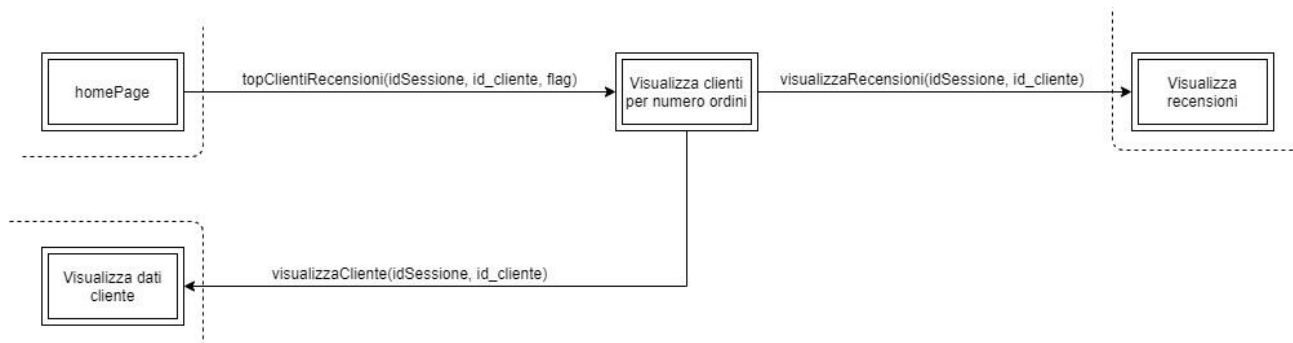 homePage
topClientiRecensioni(idSessione, id_cliente, flag)
Visualizza clienti
per numero ordini
visualizzaRecensioni(idSessione, id_cliente)
Visualizza
recensioni
Visualizza dati
cliente
visualizzaCliente(idSessione, id_cliente)